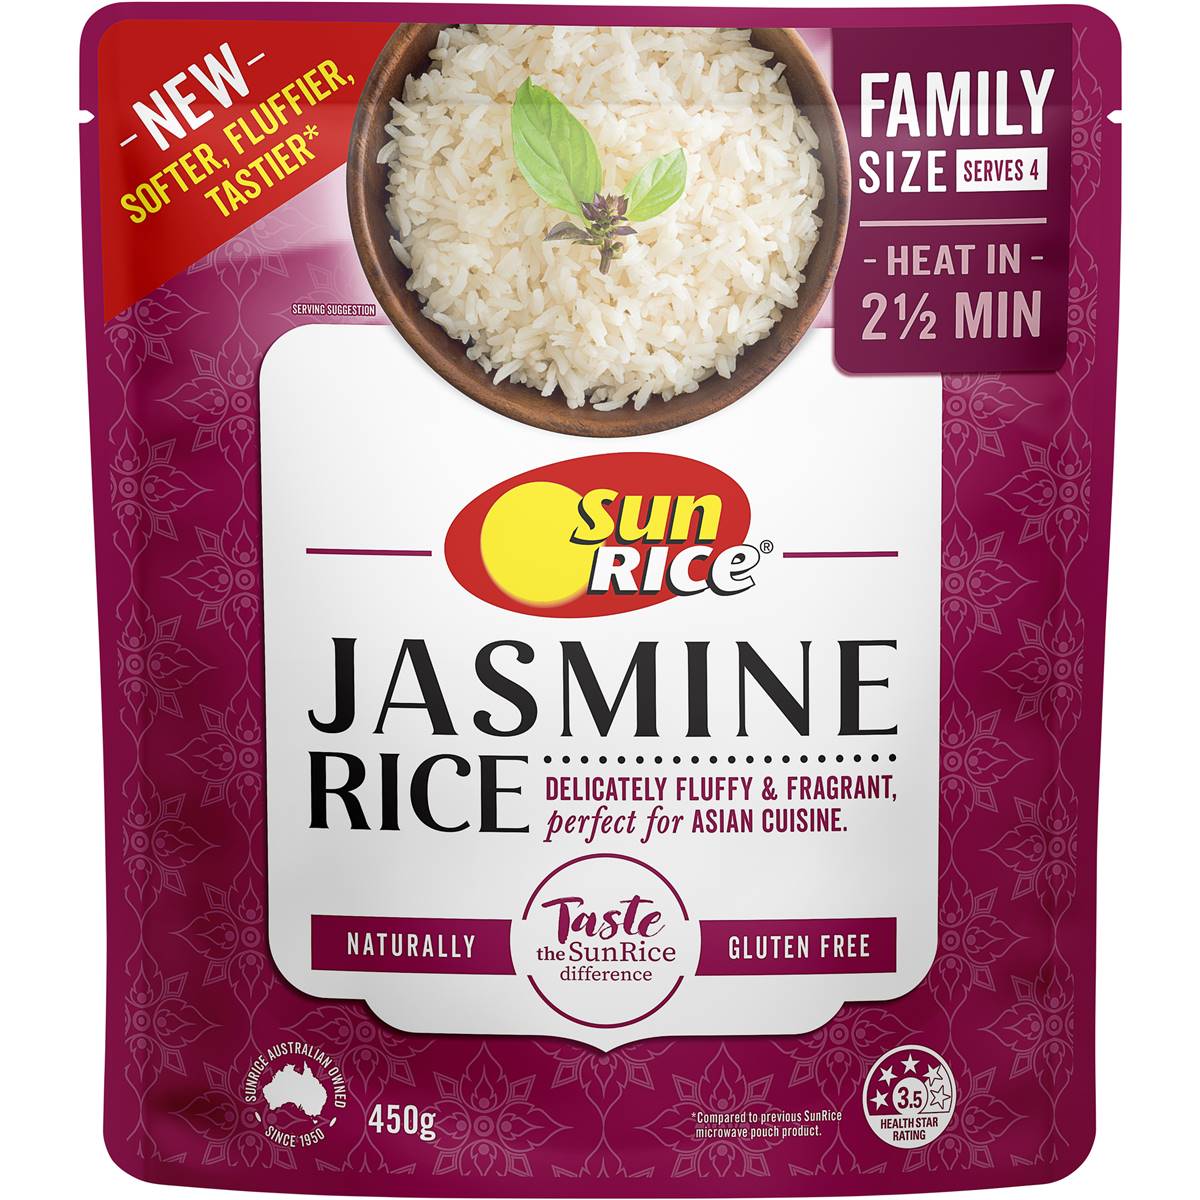 - NEW -
SOFTER, FLUFFIER,
TASTIER*
FAMILY
SIZE SERVES 4
- HEAT IN -
2½ MIN
SERVING SUGGESTION
Sun
RICe®
JASMINE
RICE
DELICATELY FLUFFY & FRAGRANT,
perfect for ASIAN CUISINE.
Taste
the SunRice
difference
NATURALLY
GLUTEN FREE
SUNRICE AUSTRALIAN OWNED
SINCE 1950
450g
*Compared to previous SunRice
microwave pouch product.
3.5
HEALTH STAR
RATING